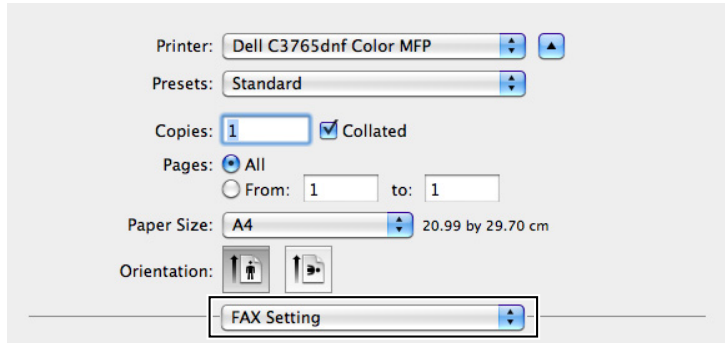 Printer: Dell C3765dnf Color MFP
Presets: Standard
Copies: 1 Collated
Pages: All
From: 1 to: 1
Paper Size: A4 20.99 by 29.70 cm
Orientation:
FAX Setting